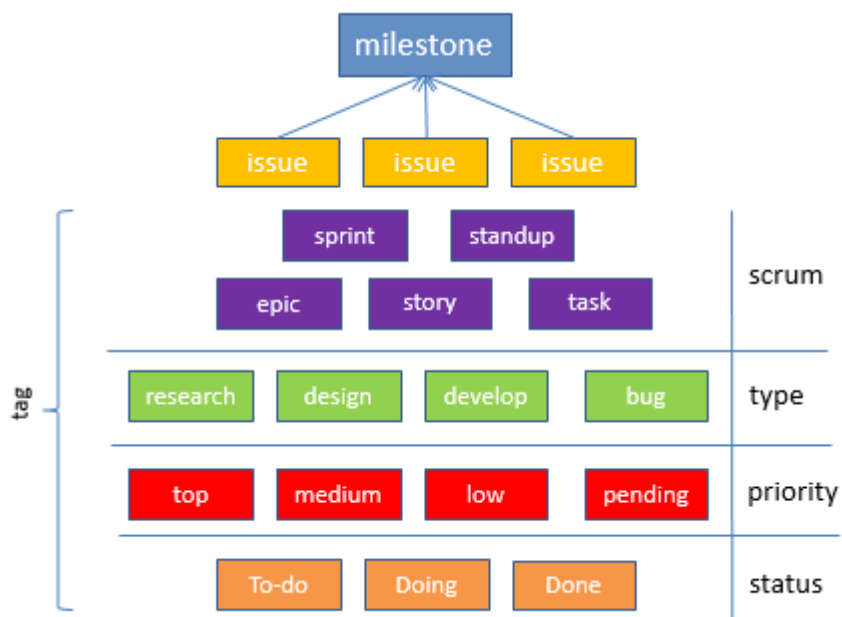 milestone
issue issue issue
sprint standup
scrum
epic story task
tag
research design develop bug type
top medium low pending priority
To-do Doing Done status